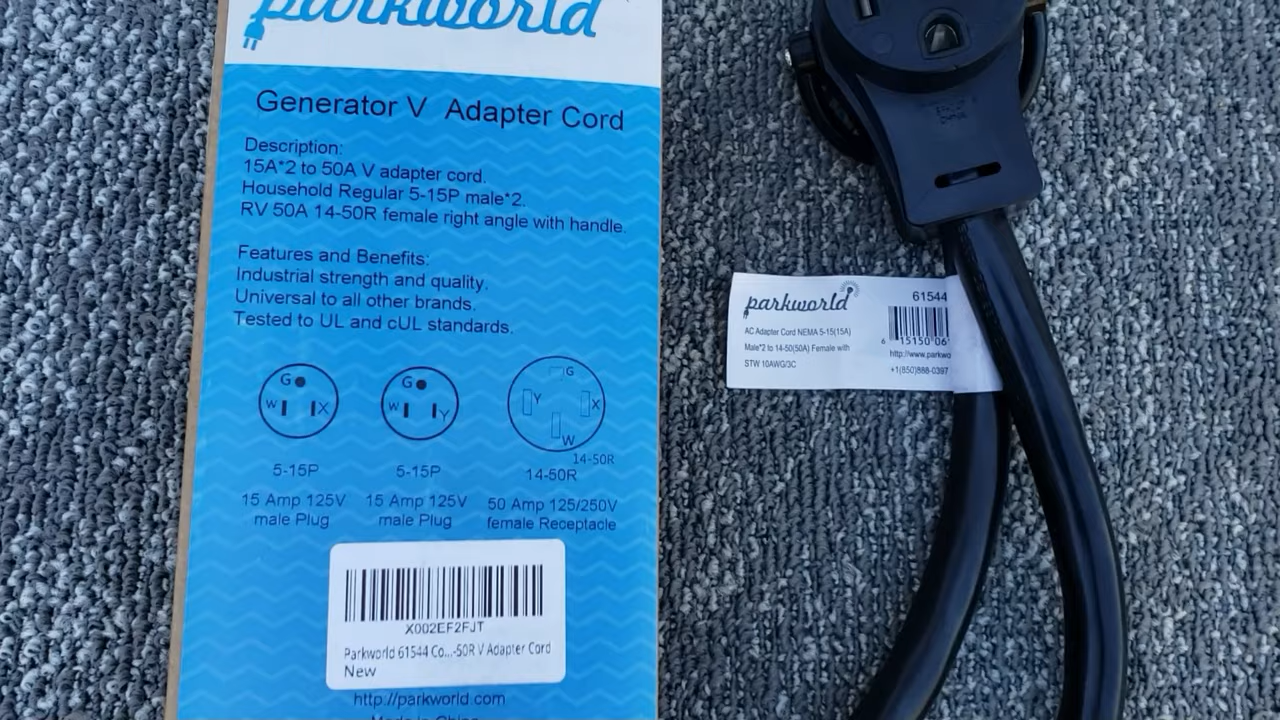 parkworld
Generator V Adapter Cord
Description:
15A*2 to 50A V adapter cord.
Household Regular 5-15P male*2.
RV 50A 14-50R female right angle with handle.
Features and Benefits:
Industrial strength and quality.
Universal to all other brands.
Tested to UL and cUL standards.
G
W X
G
W Y
G
Y X
W
14-50R
5-15P
5-15P
14-50R
15 Amp 125V
male Plug
15 Amp 125V
male Plug
50 Amp 125/250V
female Receptacle
X002EF2FJT
Parkworld 61544 Co...-50R V Adapter Cord
New
http://parkworld.com
Made in China
parkworld
61544
AC Adapter Cord NEMA 5-15(15A)
Male*2 to 14-50(50A) Female with
STW 10AWG/3C
6 15150 06
http://www.parkwo
+1(850)888-0397